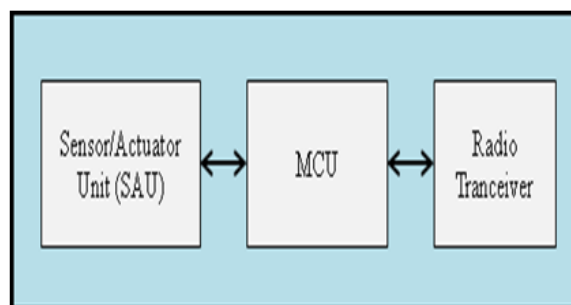 Sensor/Actuator
Unit (SAU)
MCU
Radio
Tranceiver